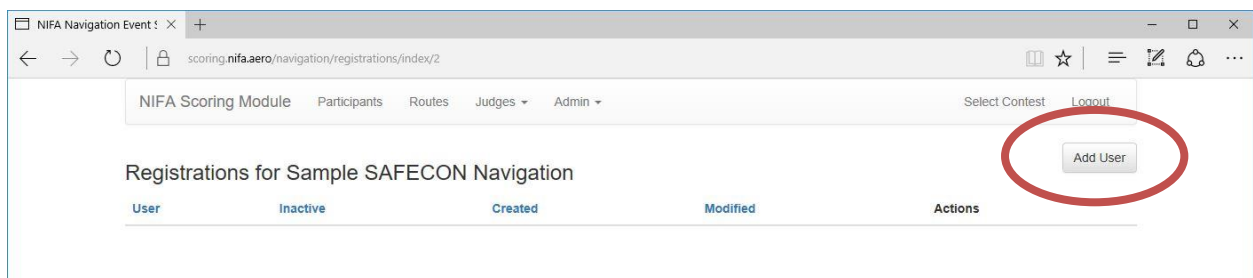 NIFA Navigation Event S
scoring.nifa.aero/navigation/registrations/index/2
NIFA Scoring Module Participants Routes Judges Admin Select Contest Logout
Add User
Registrations for Sample SAFECON Navigation
User Inactive Created Modified Actions